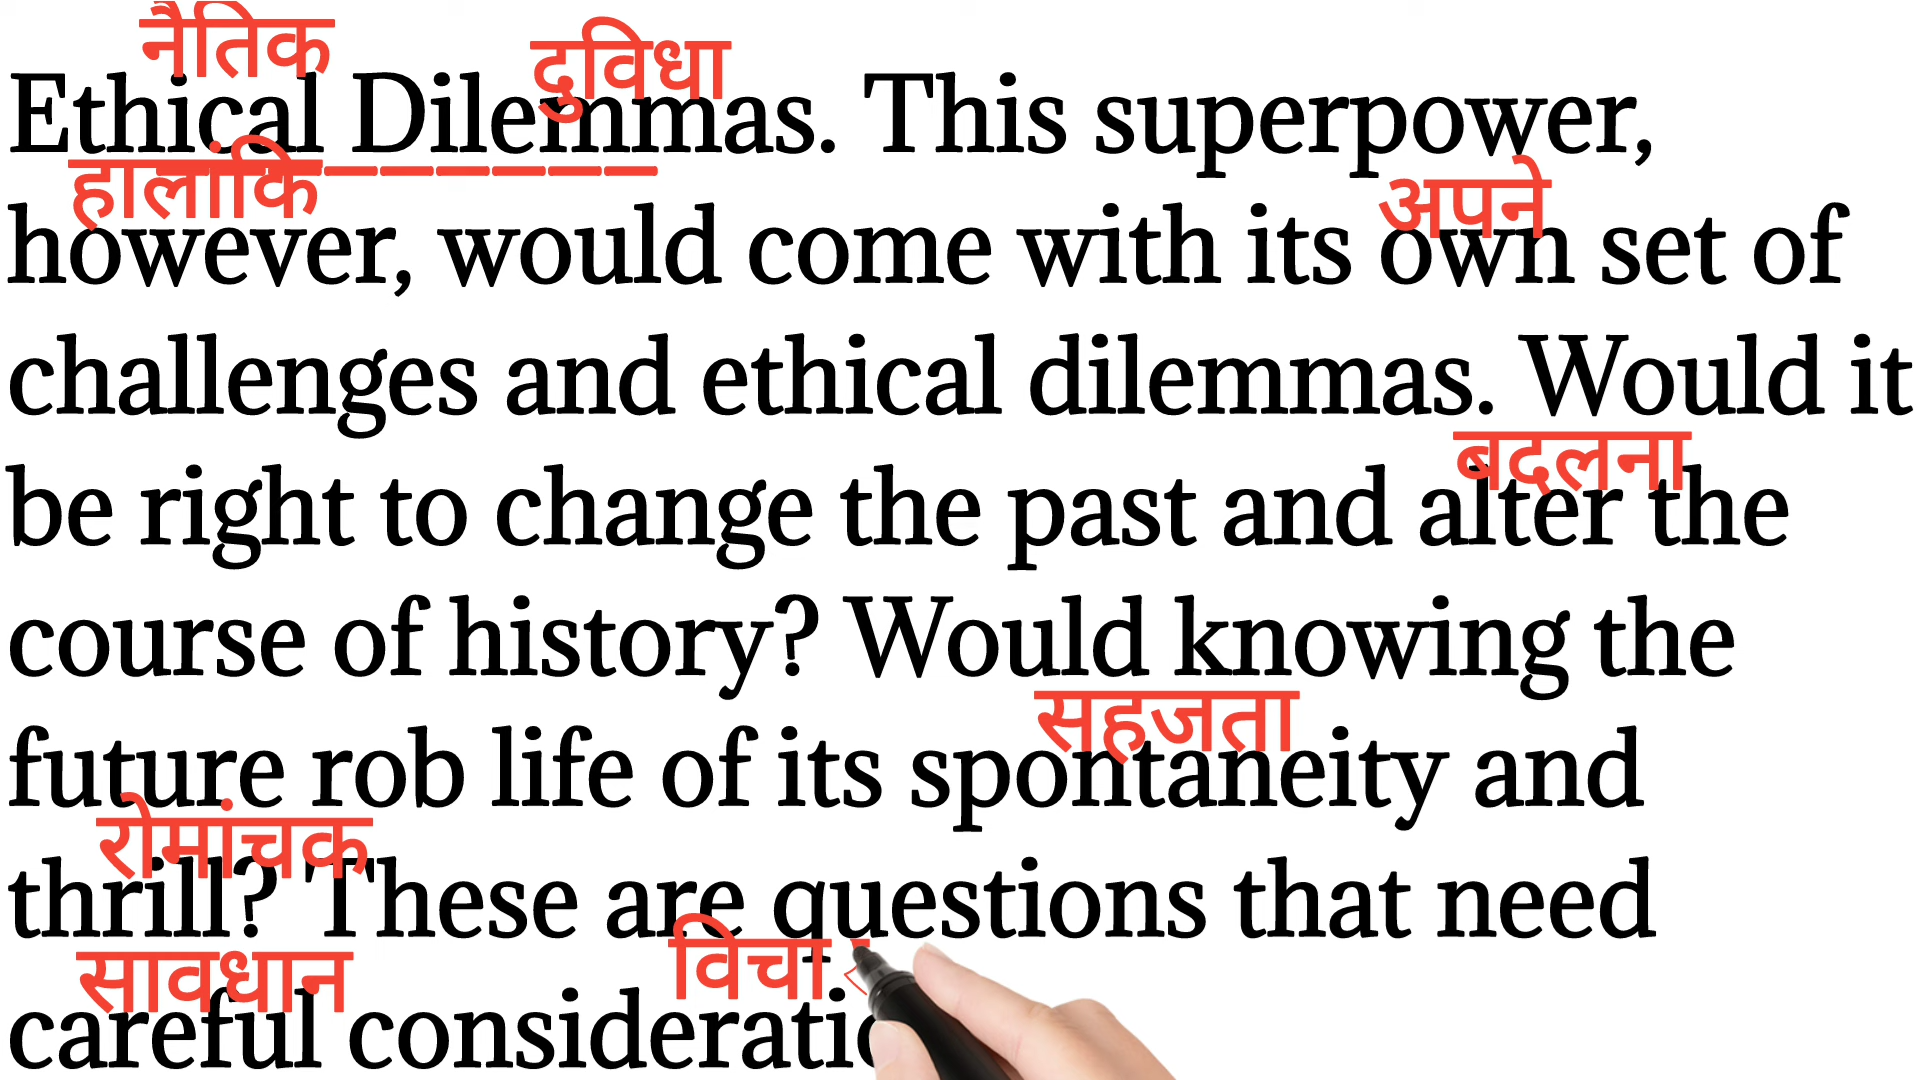 नैतिक दुविधा
Ethical Dilemmas. This superpower,
हालांकि अपने
however, would come with its own set of
challenges and ethical dilemmas. Would it
बदलना
be right to change the past and alter the
course of history? Would knowing the
सहजता
future rob life of its spontaneity and
रोमांचक
thrill? These are questions that need
सावधान
careful